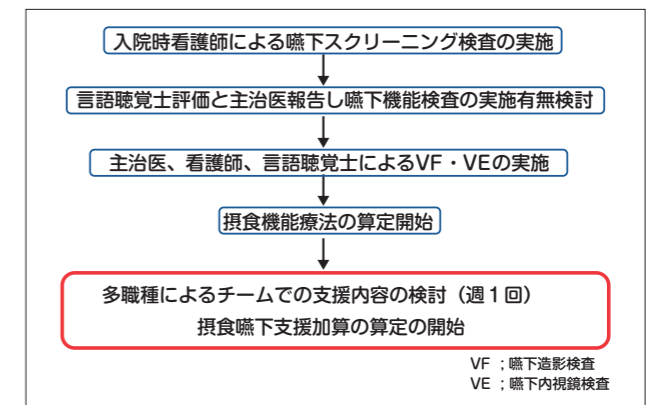 入院時看護師による嚥下スクリーニング検査の実施
言語聴覚士評価と主治医報告し嚥下機能検査の実施有無検討
主治医、看護師、言語聴覚士によるVF・VEの実施
摂食機能療法の算定開始
多職種によるチームでの支援内容の検討（週１回）
摂食嚥下支援加算の算定の開始
VF ；嚥下造影検査
VE ；嚥下内視鏡検査